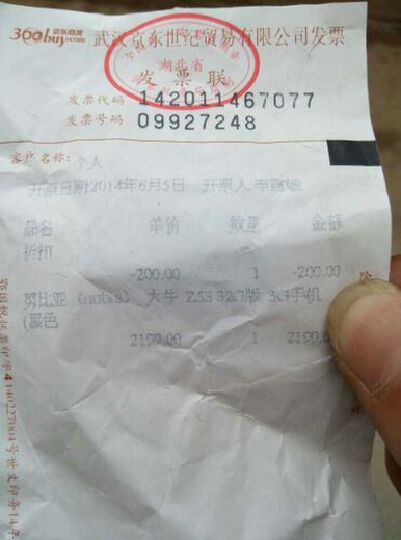 360buy.com 京东商城 武汉京东世纪贸易有限公司发票
湖北省
发票联
发票代码 142011467077
发票号码 09927248
客户名称: 个人
开票日期2014年6月5日 开票人
品名 单价 数量 金额
折扣
-200.00 1 -200.00
努比亚 (nubia) 大牛 Z5S 32G版 3G手机
(黑色
2199.00 1 2199.00